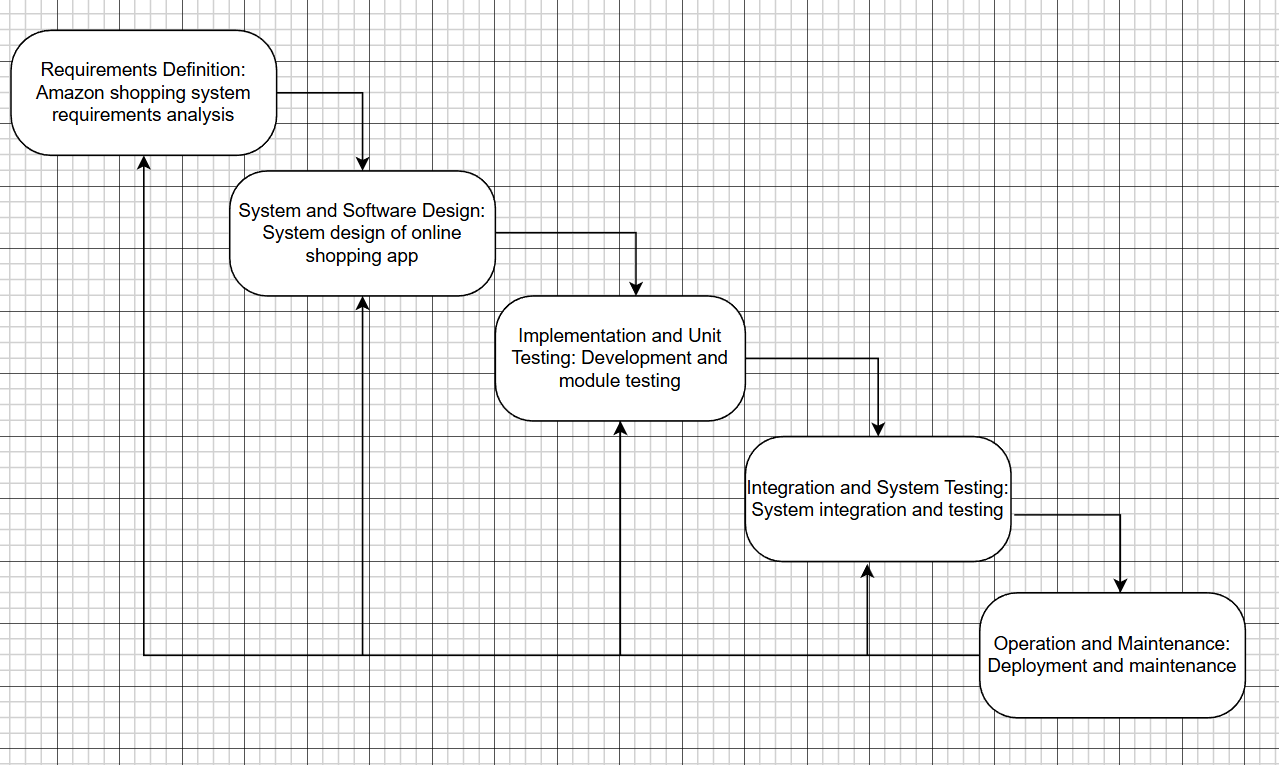 Requirements Definition:
Amazon shopping system
requirements analysis
System and Software Design:
System design of online
shopping app
Implementation and Unit
Testing: Development and
module testing
Integration and System Testing:
System integration and testing
Operation and Maintenance:
Deployment and maintenance